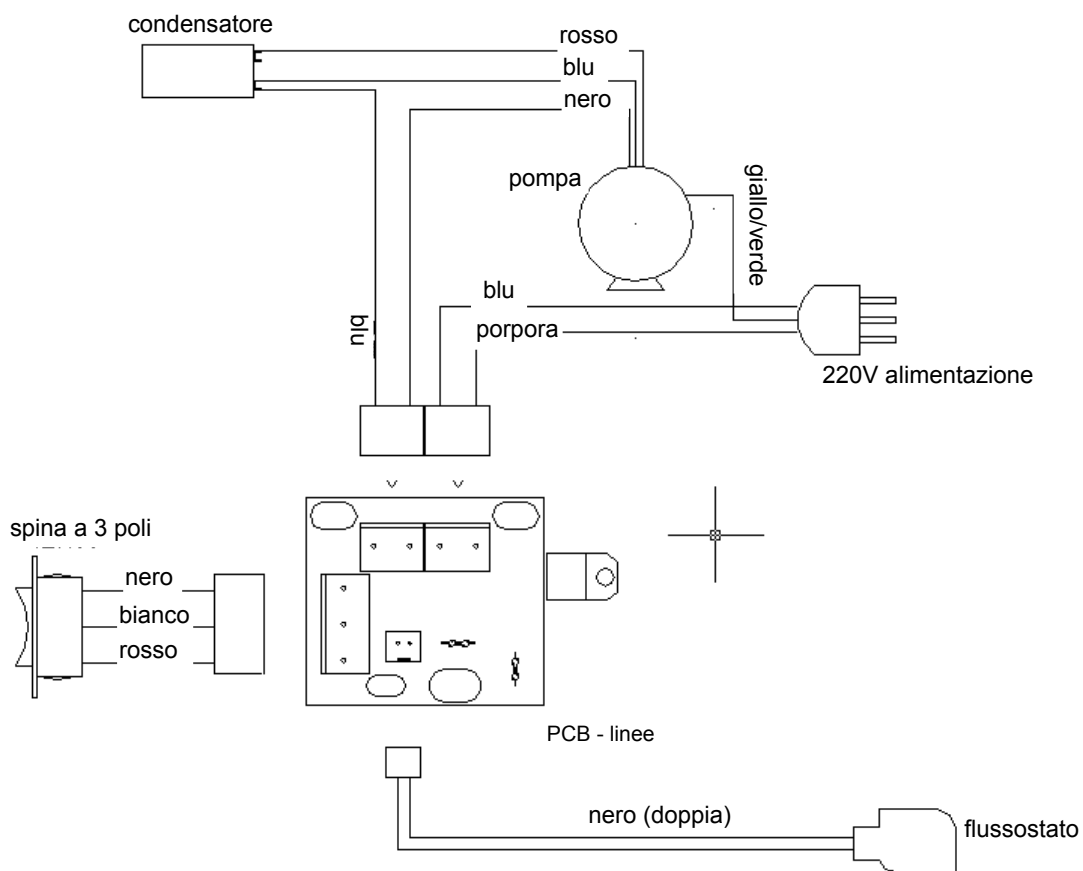 condensatore
rosso
blu
nero
pompa
giallo/verde
blu
porpora
blu
220V alimentazione
spina a 3 poli
nero
bianco
rosso
PCB - linee
nero (doppia)
flussostato